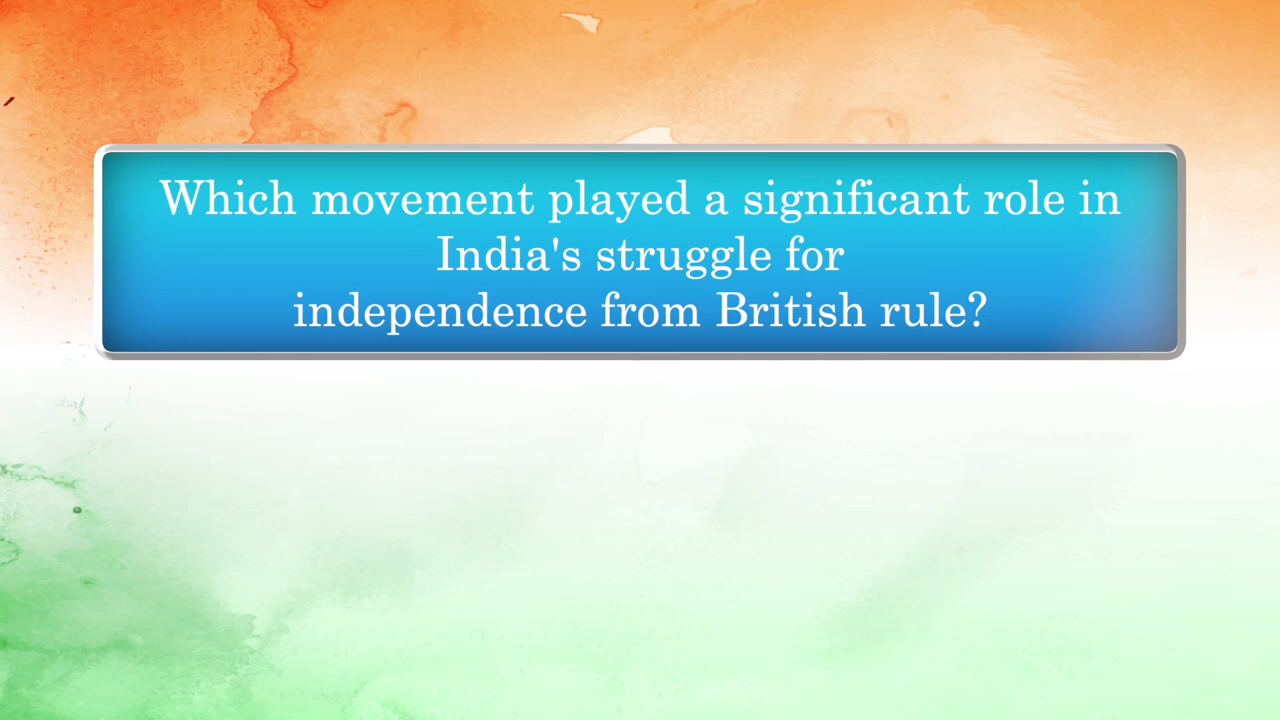 Which movement played a significant role in
India's struggle for
independence from British rule?